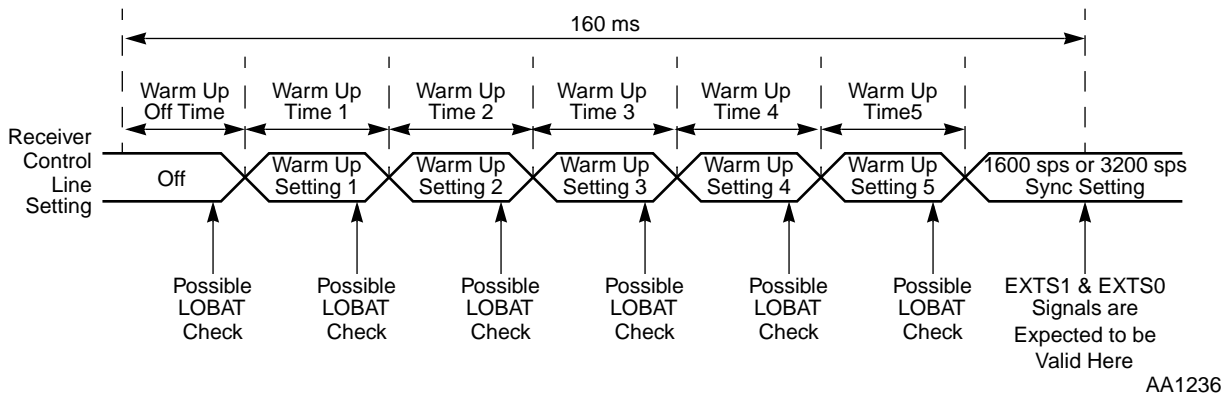 160 ms
Warm Up
Off Time
Warm Up
Time 1
Warm Up
Time 2
Warm Up
Time 3
Warm Up
Time 4
Warm Up
Time5
Receiver
Control
Line
Setting
Off
Warm Up
Setting 1
Warm Up
Setting 2
Warm Up
Setting 3
Warm Up
Setting 4
Warm Up
Setting 5
1600 sps or 3200 sps
Sync Setting
Possible
LOBAT
Check
Possible
LOBAT
Check
Possible
LOBAT
Check
Possible
LOBAT
Check
Possible
LOBAT
Check
Possible
LOBAT
Check
EXTS1 & EXTS0
Signals are
Expected to be
Valid Here
AA1236